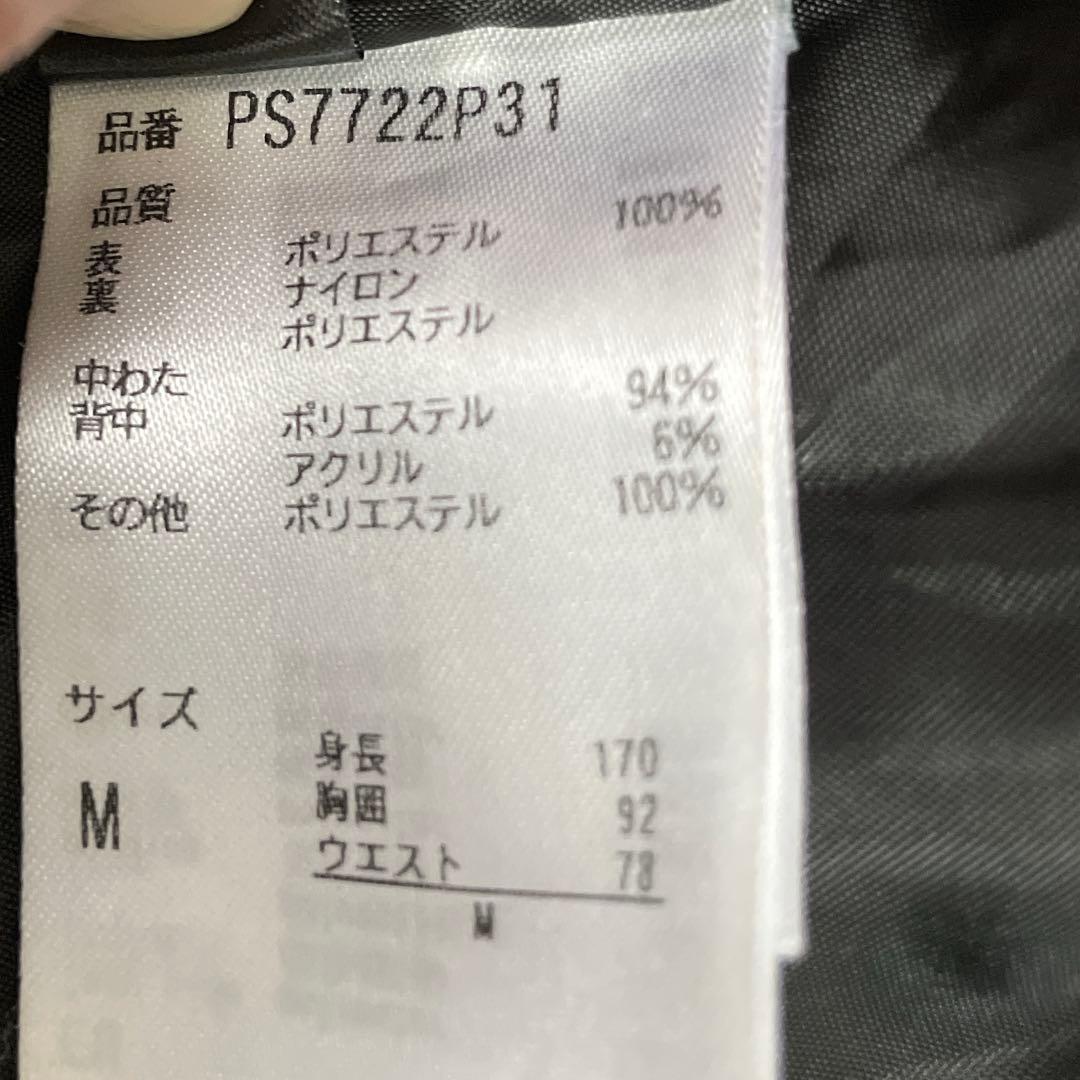 品番 PS7722P31
品質
表 ポリエステル 100%
裏 ナイロン
ポリエステル
中わた
背中 ポリエステル 94%
アクリル 6%
その他 ポリエステル 100%
サイズ
M
身長 170
胸囲 92
ウエスト 78
M